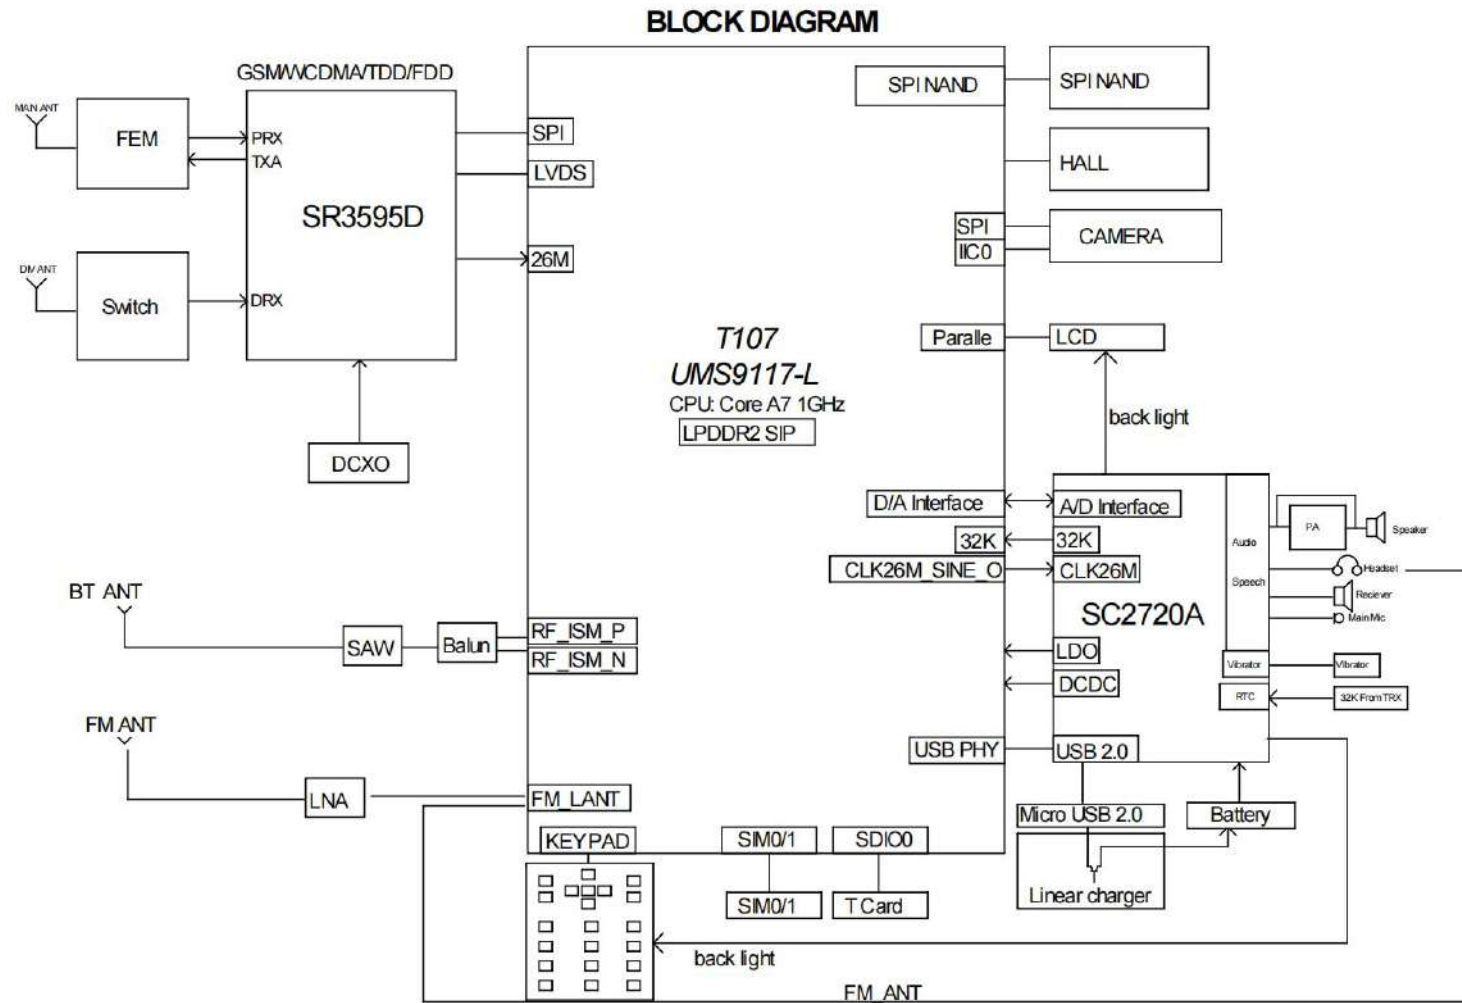 BLOCK DIAGRAM
GSM/WCDMA/TDD/FDD
MAN ANT
FEM
PRX
TXA
SR3595D
SPI
LVDS
26M
DM ANT
Switch
DRX
DCXO
SPI NAND
SPI NAND
HALL
SPI
IIC0
CAMERA
T107
UMS9117-L
CPU: Core A7 1GHz
LPDDR2 SIP
Paralle
LCD
back light
D/A Interface
A/D Interface
32K
32K
CLK26M_SINE_O
CLK26M
SC2720A
Audio
Speech
PA
Speaker
Headset
Reciever
Main Mic
LDO
DCDC
Vibrator
Vibrator
RTC
32K From TRX
USB PHY
USB 2.0
BT ANT
SAW
Balun
RF_ISM_P
RF_ISM_N
FM ANT
LNA
FM_LANT
KEYPAD
SIM0/1
SDIO0
SIM0/1
T Card
Micro USB 2.0
Battery
Linear charger
back light
FM_ANT